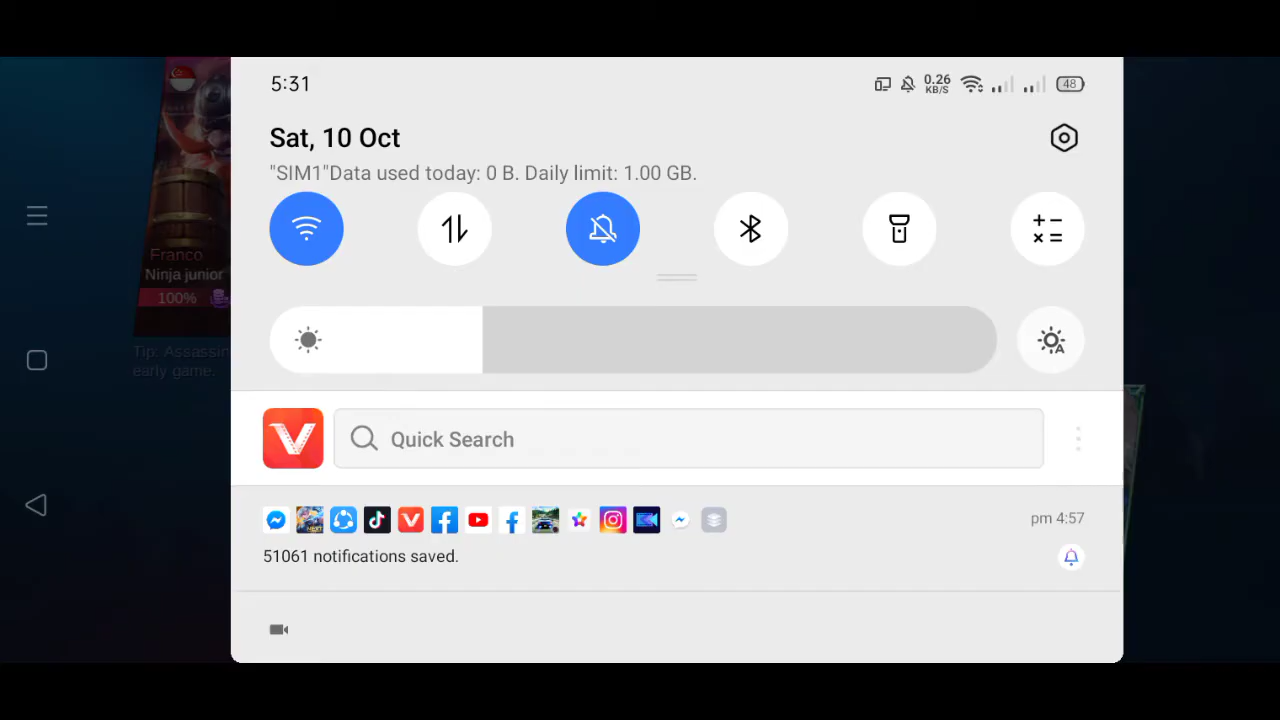 5:31
0.26
KB/S
48
Sat, 10 Oct
"SIM1"Data used today: 0 B. Daily limit: 1.00 GB.
A
Franco
Ninja junior
100%
Tip: Assassin
early game.
Quick Search
pm 4:57
51061 notifications saved.